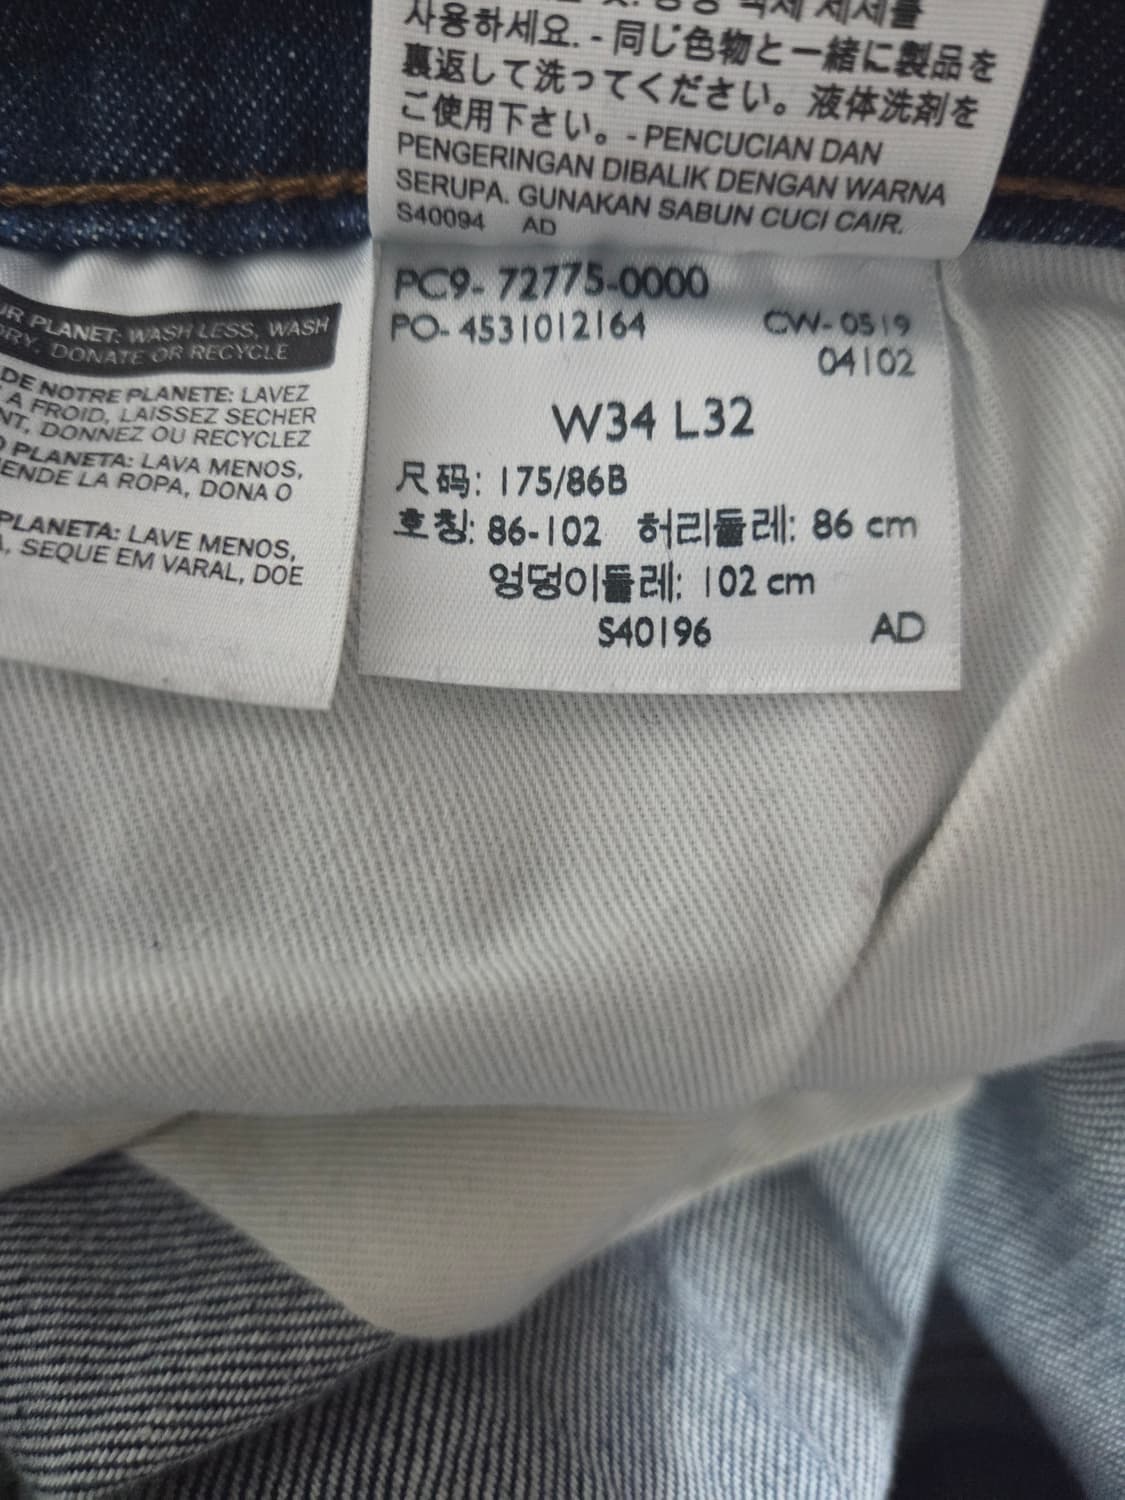 사용하세요. - 同じ色物と一緒に製品を
裏返して洗ってください。液体洗剤を
ご使用下さい。- PENCUCIAN DAN
PENGERINGAN DIBALIK DENGAN WARNA
SERUPA. GUNAKAN SABUN CUCI CAIR.
S40094 AD
PLANET: WASH LESS, WASH
DRY, DONATE OR RECYCLE
DE NOTRE PLANETE: LAVEZ
A FROID, LAISSEZ SECHER
DONNEZ OU RECYCLEZ
PLANETA: LAVA MENOS,
LA ROPA, DONA O
PLANETA: LAVE MENOS,
SEQUE EM VARAL, DOE
PC9- 72775-0000
PO- 4531012164 CW- 0519
04102
W34 L32
尺码: 175/86B
호칭: 86-102 허리둘레: 86 cm
엉덩이둘레: 102 cm
S40196 AD